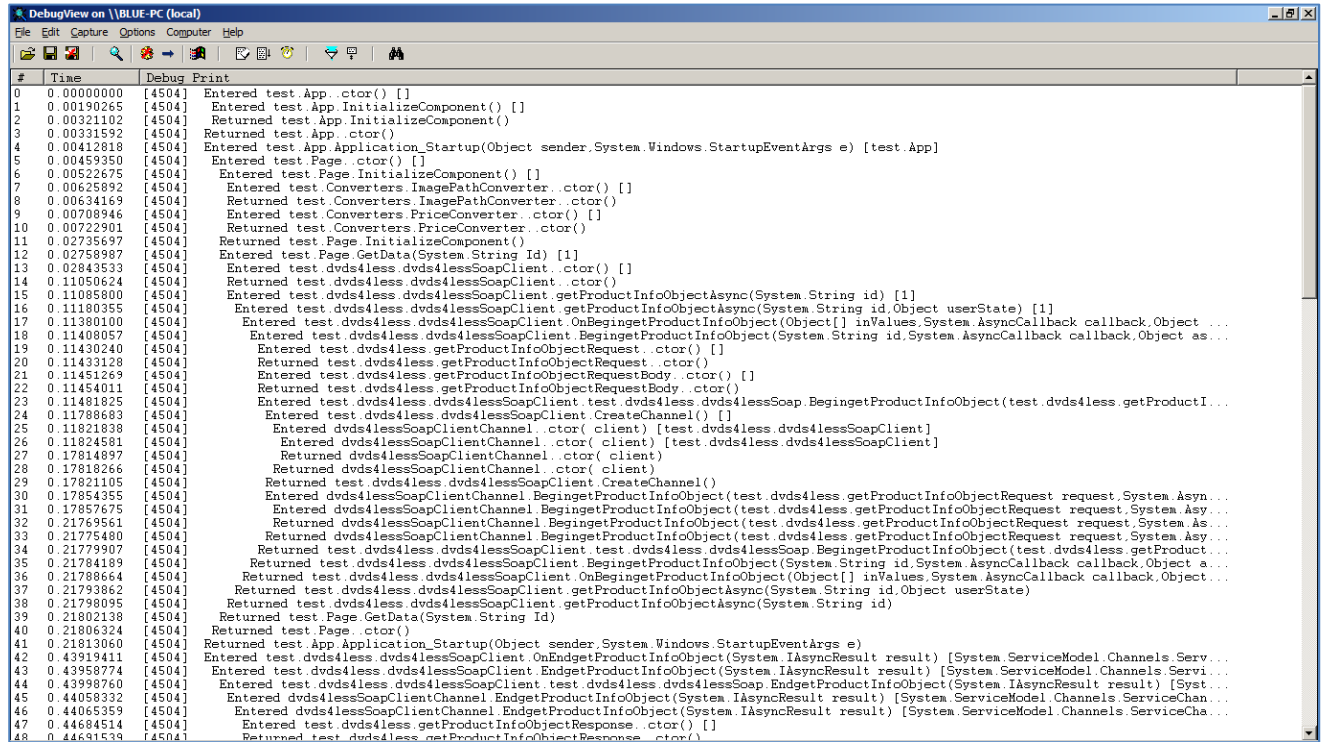 DebugView on \\BLUE-PC (local)
File Edit Capture Options Computer Help
# Time Debug Print
0 0.00000000 [4504] Entered test.App..ctor() []
1 0.00190265 [4504] Entered test.App.InitializeComponent() []
2 0.00321102 [4504] Returned test.App.InitializeComponent()
3 0.00331592 [4504] Returned test.App..ctor()
4 0.00412818 [4504] Entered test.App.Application_Startup(Object sender,System.Windows.StartupEventArgs e) [test.App]
5 0.00459350 [4504] Entered test.Page..ctor() []
6 0.00522675 [4504] Entered test.Page.InitializeComponent() []
7 0.00625892 [4504] Entered test.Converters.ImagePathConverter..ctor() []
8 0.00634169 [4504] Returned test.Converters.ImagePathConverter..ctor()
9 0.00708946 [4504] Entered test.Converters.PriceConverter..ctor() []
10 0.00722901 [4504] Returned test.Converters.PriceConverter..ctor()
11 0.02735697 [4504] Returned test.Page.InitializeComponent()
12 0.02758987 [4504] Entered test.Page.GetData(System.String Id) [1]
13 0.02843533 [4504] Entered test.dvds4less.dvds4lessSoapClient..ctor() []
14 0.11050624 [4504] Returned test.dvds4less.dvds4lessSoapClient..ctor()
15 0.11085800 [4504] Entered test.dvds4less.dvds4lessSoapClient.getProductInfoObjectAsync(System.String id) [1]
16 0.11180355 [4504] Entered test.dvds4less.dvds4lessSoapClient.getProductInfoObjectAsync(System.String id,Object userState) [1]
17 0.11380100 [4504] Entered test.dvds4less.dvds4lessSoapClient.OnBegingetProductInfoObject(Object[] inValues,System.AsyncCallback callback,Object ...
18 0.11408057 [4504] Entered test.dvds4less.dvds4lessSoapClient.BegingetProductInfoObject(System.String id,System.AsyncCallback callback,Object as...
19 0.11430240 [4504] Entered test.dvds4less.getProductInfoObjectRequest..ctor() []
20 0.11433128 [4504] Returned test.dvds4less.getProductInfoObjectRequest..ctor()
21 0.11451269 [4504] Entered test.dvds4less.getProductInfoObjectRequestBody..ctor() []
22 0.11454011 [4504] Returned test.dvds4less.getProductInfoObjectRequestBody..ctor()
23 0.11481825 [4504] Entered test.dvds4less.dvds4lessSoapClient.test.dvds4less.dvds4lessSoap.BegingetProductInfoObject(test.dvds4less.getProductI...
24 0.11788683 [4504] Entered test.dvds4less.dvds4lessSoapClient.CreateChannel() []
25 0.11821838 [4504] Entered dvds4lessSoapClientChannel..ctor( client) [test.dvds4less.dvds4lessSoapClient]
26 0.11824581 [4504] Entered dvds4lessSoapClientChannel..ctor( client) [test.dvds4less.dvds4lessSoapClient]
27 0.17814897 [4504] Returned dvds4lessSoapClientChannel..ctor( client)
28 0.17818266 [4504] Returned dvds4lessSoapClientChannel..ctor( client)
29 0.17821105 [4504] Returned test.dvds4less.dvds4lessSoapClient.CreateChannel()
30 0.17854355 [4504] Entered dvds4lessSoapClientChannel.BegingetProductInfoObject(test.dvds4less.getProductInfoObjectRequest request,System.Asyn...
31 0.17857675 [4504] Entered dvds4lessSoapClientChannel.BegingetProductInfoObject(test.dvds4less.getProductInfoObjectRequest request,System.Asy...
32 0.21769561 [4504] Returned dvds4lessSoapClientChannel.BegingetProductInfoObject(test.dvds4less.getProductInfoObjectRequest request,System.As...
33 0.21775480 [4504] Returned dvds4lessSoapClientChannel.BegingetProductInfoObject(test.dvds4less.getProductInfoObjectRequest request,System.Asy...
34 0.21779907 [4504] Returned test.dvds4less.dvds4lessSoapClient.test.dvds4less.dvds4lessSoap.BegingetProductInfoObject(test.dvds4less.getProduct...
35 0.21784189 [4504] Returned test.dvds4less.dvds4lessSoapClient.BegingetProductInfoObject(System.String id,System.AsyncCallback callback,Object a...
36 0.21788664 [4504] Returned test.dvds4less.dvds4lessSoapClient.OnBegingetProductInfoObject(Object[] inValues,System.AsyncCallback callback,Object...
37 0.21793862 [4504] Returned test.dvds4less.dvds4lessSoapClient.getProductInfoObjectAsync(System.String id,Object userState)
38 0.21798095 [4504] Returned test.dvds4less.dvds4lessSoapClient.getProductInfoObjectAsync(System.String id)
39 0.21802138 [4504] Returned test.Page.GetData(System.String Id)
40 0.21806324 [4504] Returned test.Page..ctor()
41 0.21813060 [4504] Returned test.App.Application_Startup(Object sender,System.Windows.StartupEventArgs e)
42 0.43919411 [4504] Entered test.dvds4less.dvds4lessSoapClient.OnEndgetProductInfoObject(System.IAsyncResult result) [System.ServiceModel.Channels.Serv...
43 0.43958774 [4504] Entered test.dvds4less.dvds4lessSoapClient.EndgetProductInfoObject(System.IAsyncResult result) [System.ServiceModel.Channels.Servi...
44 0.43998760 [4504] Entered test.dvds4less.dvds4lessSoapClient.test.dvds4less.dvds4lessSoap.EndgetProductInfoObject(System.IAsyncResult result) [Syst...
45 0.44058332 [4504] Entered dvds4lessSoapClientChannel.EndgetProductInfoObject(System.IAsyncResult result) [System.ServiceModel.Channels.ServiceChan...
46 0.44065359 [4504] Entered dvds4lessSoapClientChannel.EndgetProductInfoObject(System.IAsyncResult result) [System.ServiceModel.Channels.ServiceCha...
47 0.44684514 [4504] Entered test.dvds4less.getProductInfoObjectResponse..ctor() []
48 0.44691539 [4504] Returned test.dvds4less.getProductInfoObjectResponse..ctor()